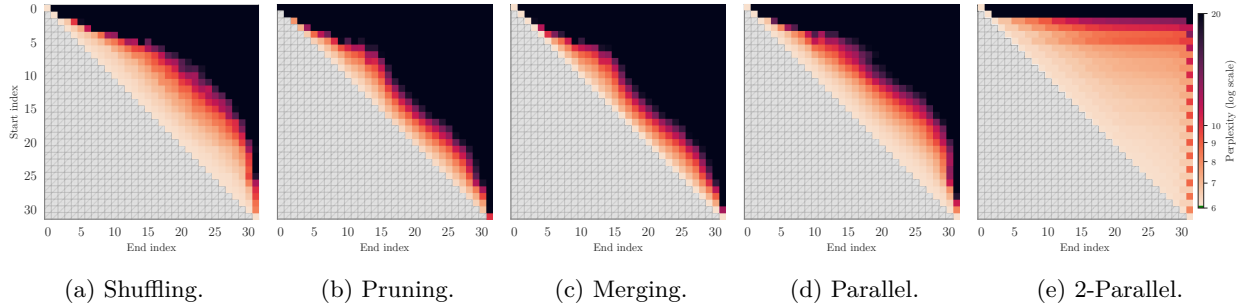 0
5
10
15
20
25
30
Start index
0 5 10 15 20 25 30
End index
0 5 10 15 20 25 30
End index
0 5 10 15 20 25 30
End index
0 5 10 15 20 25 30
End index
0 5 10 15 20 25 30
End index
20
10
9
8
7
6
Perplexity (log scale)
(a) Shuffling.
(b) Pruning.
(c) Merging.
(d) Parallel.
(e) 2-Parallel.